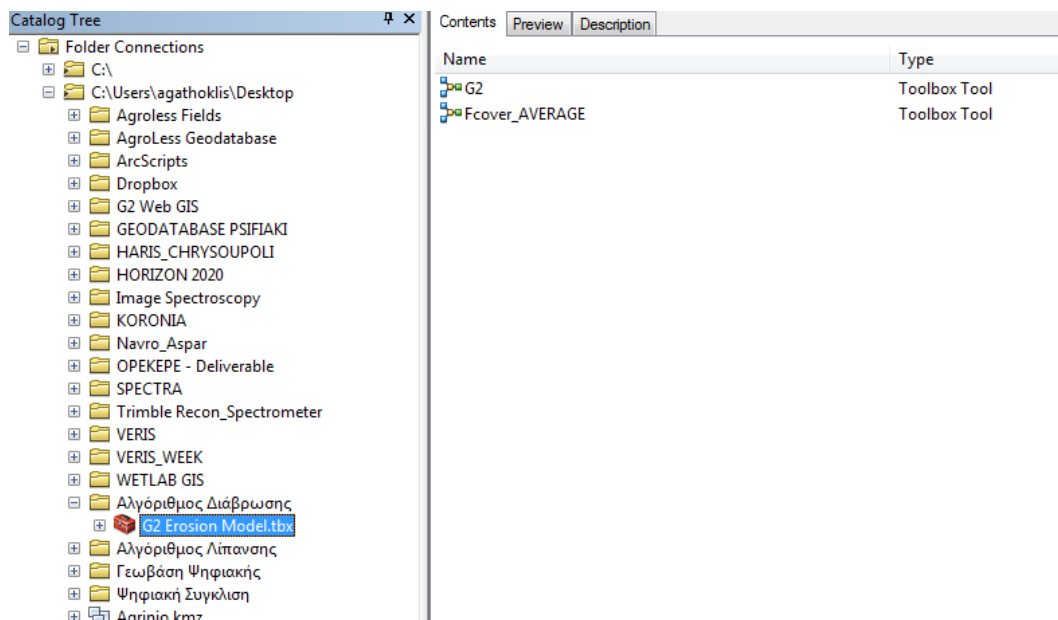 Catalog Tree
Folder Connections
C:\
C:\Users\agathoklis\Desktop
Agroless Fields
AgroLess Geodatabase
ArcScripts
Dropbox
G2 Web GIS
GEODATABASE PSIFIAKI
HARIS_CHRYSOUPOLI
HORIZON 2020
Image Spectroscopy
KORONIA
Navro_Aspar
OPEKEPE - Deliverable
SPECTRA
Trimble Recon_Spectrometer
VERIS
VERIS_WEEK
WETLAB GIS
Αλγόριθμος Διάβρωσης
G2 Erosion Model.tbx
Αλγόριθμος Λίπανσης
Γεωβάση Ψηφιακής
Ψηφιακή Συγκλιση
Agrinio.kmz
Contents Preview Description
Name Type
G2 Toolbox Tool
Fcover_AVERAGE Toolbox Tool